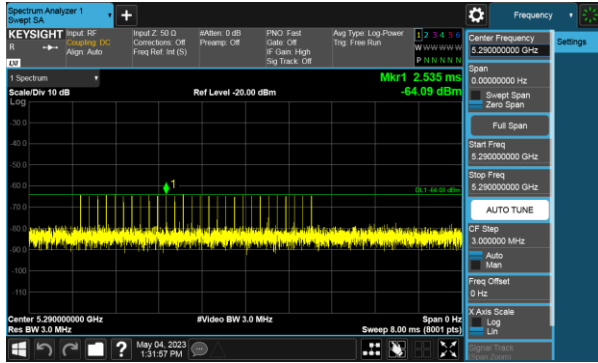 Spectrum Analyzer 1
Swept SA
Frequency
KEYSIGHT
Input: RF
Coupling: DC
Align: Auto
Input Z: 50 Ω
Corrections: Off
Freq Ref: Int (S)
#Atten: 0 dB
Preamp: Off
PNO: Fast
Gate: Off
IF Gain: High
Sig Track: Off
Avg Type: Log-Power
Trig: Free Run
1 2 3 4 5 6
W W W W W W
P N N N N N
R
LXI
Center Frequency
5.290000000 GHz
Settings
Span
0.00000000 Hz
Swept Span
Zero Span
Full Span
Start Freq
5.290000000 GHz
Stop Freq
5.290000000 GHz
AUTO TUNE
CF Step
3.000000 MHz
Auto
Man
Freq Offset
0 Hz
X Axis Scale
Log
Lin
Signal Track
(Span Zoom)
1 Spectrum
Scale/Div 10 dB
Ref Level -20.00 dBm
Mkr1 2.535 ms
-64.09 dBm
Log
-30.0
-40.0
-50.0
-60.0
-70.0
-80.0
-90.0
-100
-110
1
DL1 -64.00 dBm
Center 5.290000000 GHz
Res BW 3.0 MHz
#Video BW 3.0 MHz
Span 0 Hz
Sweep 8.00 ms (8001 pts)
?
May 04, 2023
1:31:57 PM